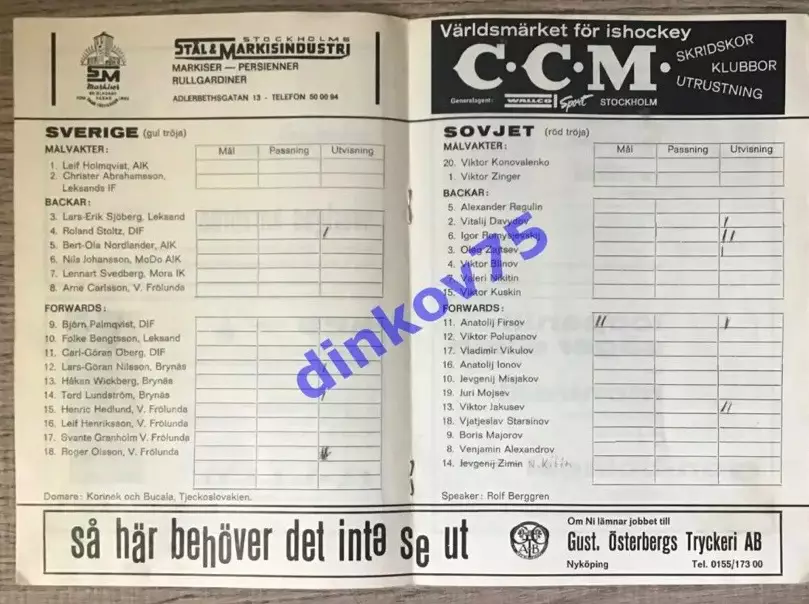 STOCKHOLMS
STÅL & MARKISINDUSTRI
MARKISER — PERSIENNER
RULLGARDINER
ADLERBETHSGATAN 13 - TELEFON 50 00 94
SM
Markiser
Världsmärket för ishockey
C·C·M·
SKRIDSKOR
KLUBBOR
UTRUSTNING
Generalagent: WALLCO Sport STOCKHOLM
SVERIGE (gul tröja)
MÅLVAKTER: Mål Passning Utvisning
1. Leif Holmqvist, AIK
2. Christer Abrahamsson,
Leksands IF
BACKAR:
3. Lars-Erik Sjöberg, Leksand
4. Roland Stoltz, DIF
5. Bert-Ola Nordlander, AIK
6. Nils Johansson, MoDo AIK
7. Lennart Svedberg, Mora IK
8. Arne Carlsson, V. Frölunda
FORWARDS:
9. Björn Palmqvist, DIF
10. Folke Bengtsson, Leksand
11. Carl-Göran Öberg, DIF
12. Lars-Göran Nilsson, Brynäs
13. Håkan Wickberg, Brynäs
14. Tord Lundström, Brynäs
15. Henric Hedlund, V. Frölunda
16. Leif Henriksson, V. Frölunda
17. Svante Granholm V. Frölunda
18. Roger Olsson, V. Frölunda
Domare: Korinek och Bucala, Tjeckoslovakien.
SOVJET (röd tröja)
MÅLVAKTER: Mål Passning Utvisning
20. Viktor Konovalenko
1. Viktor Zinger
BACKAR:
5. Alexander Ragulin
2. Vitalij Davydov
6. Igor
3. Oleg Zajtsev
4. Viktor Blinov
7. Valeri Nikitin
15. Viktor Kuskin
FORWARDS:
11. Anatolij Firsov
12. Viktor Polupanov
17. Vladimir Vikulov
16. Anatolij Ionov
10. Jevgenij Misjakov
19. Juri Mojsev
13. Viktor Jakusev
18. Vjatjeslav Starsinov
9. Boris Majorov
8. Venjamin Alexandrov
14. Jevgenij Zimin
Speaker: Rolf Berggren
dinkov75
så här behöver det inte se ut
Om Ni lämnar jobbet till
Gust. Österbergs Tryckeri AB
Nyköping Tel. 0155/173 00